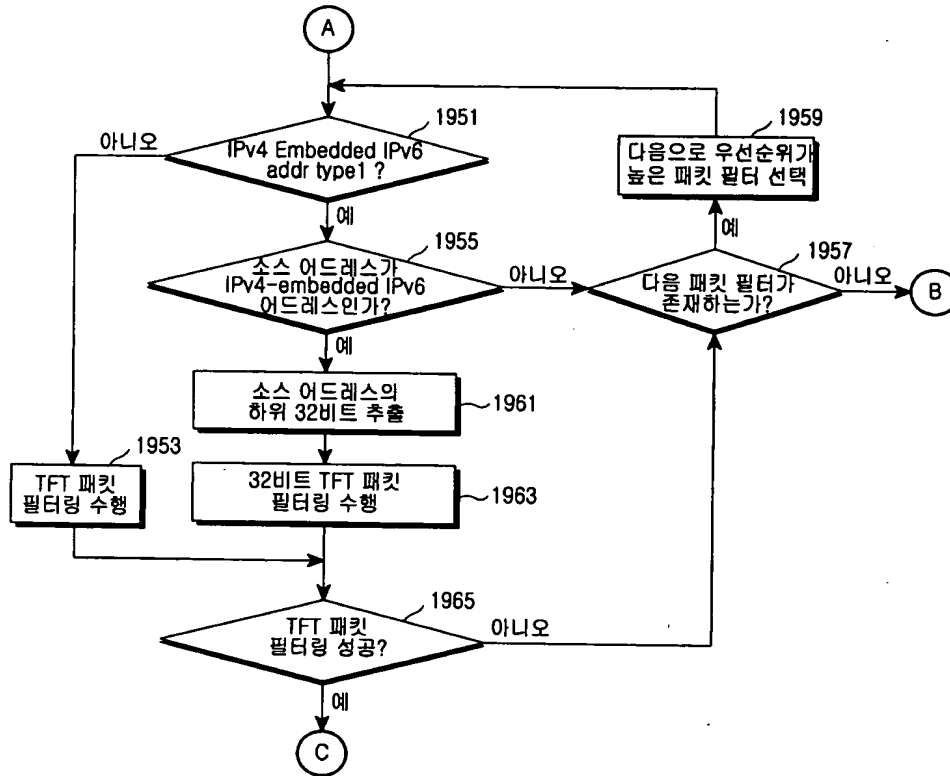 A
1951
아니오
IPv4 Embedded IPv6
addr type1 ?
예
1959
다음으로 우선순위가
높은 패킷 필터 선택
예
1955
소스 어드레스가
IPv4-embedded IPv6
어드레스인가?
아니오
예
1957
다음 패킷 필터가
존재하는가?
아니오
B
소스 어드레스의
하위 32비트 추출
1961
1953
TFT 패킷
필터링 수행
32비트 TFT 패킷
필터링 수행
1963
1965
TFT 패킷
필터링 성공?
아니오
예
C